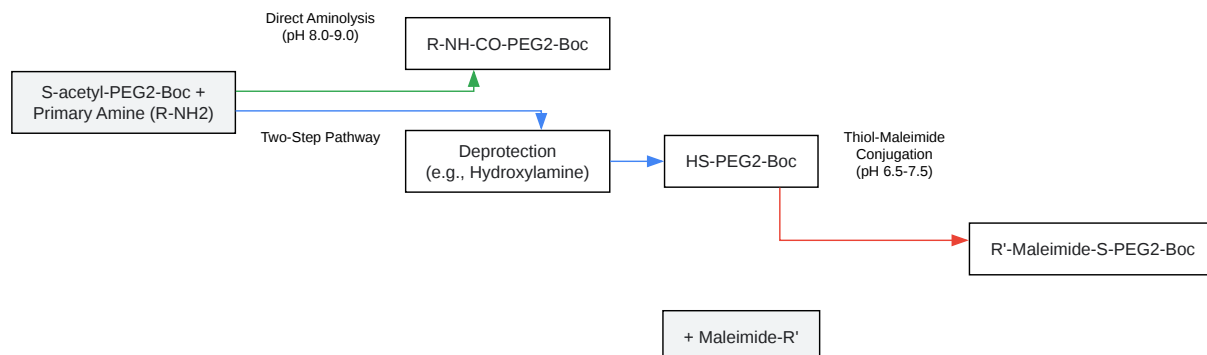 Direct Aminolysis
(pH 8.0-9.0)
R-NH-CO-PEG2-Boc
S-acetyl-PEG2-Boc +
Primary Amine (R-NH2)
Two-Step Pathway
Deprotection
(e.g., Hydroxylamine)
HS-PEG2-Boc
Thiol-Maleimide
Conjugation
(pH 6.5-7.5)
R'-Maleimide-S-PEG2-Boc
+ Maleimide-R'